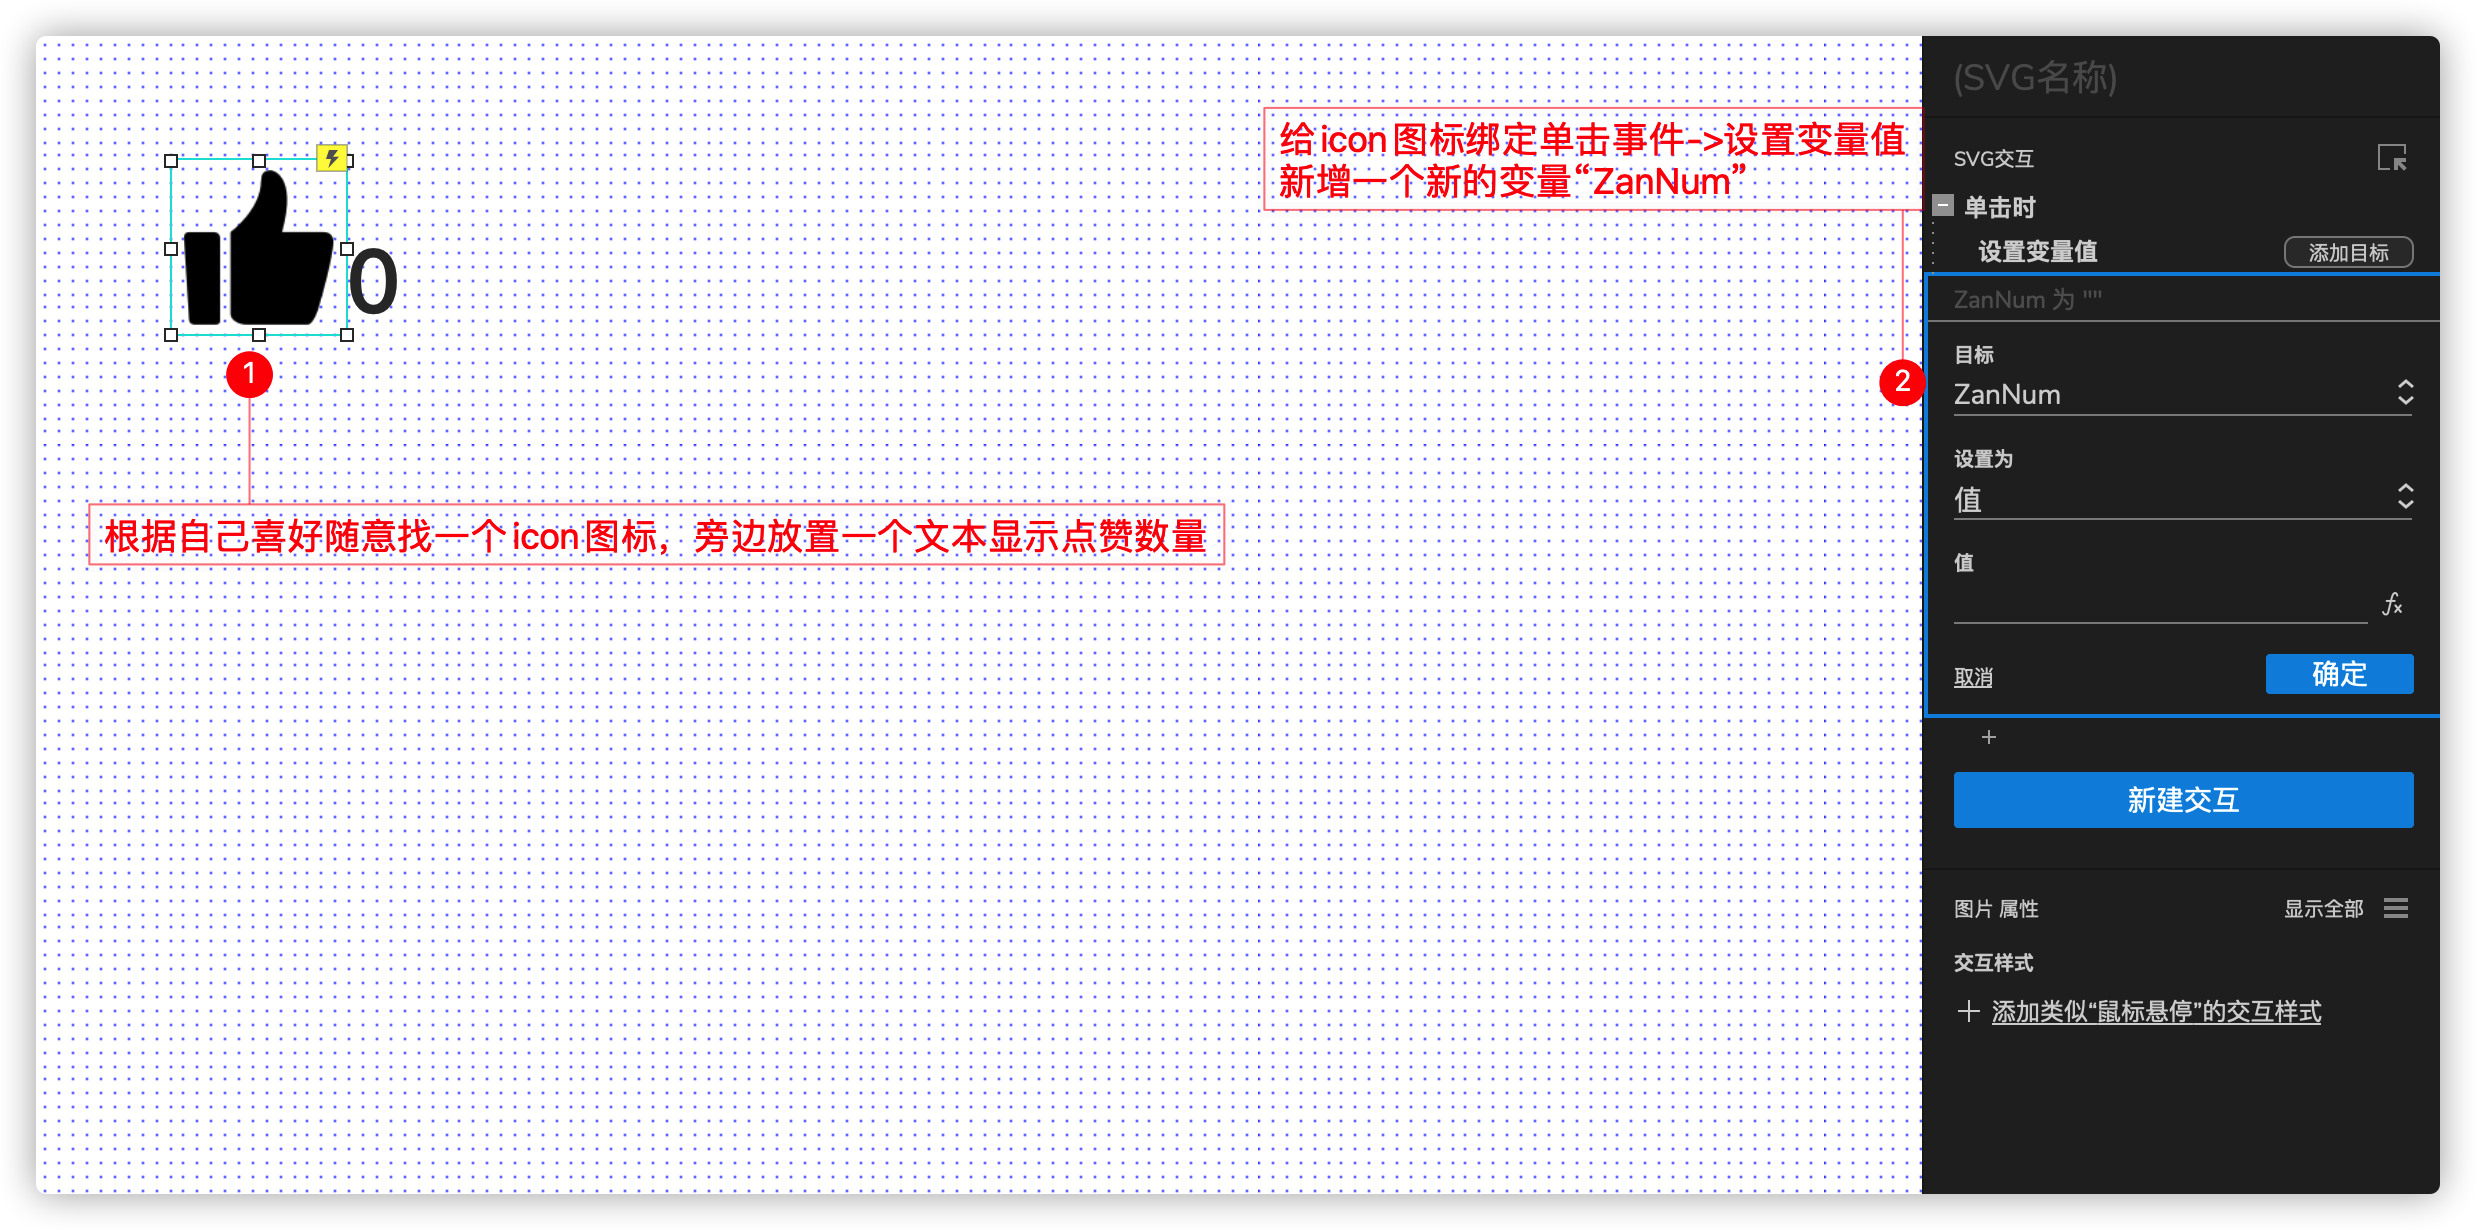 0
1
根据自己喜好随意找一个icon图标，旁边放置一个文本显示点赞数量
给icon图标绑定单击事件->设置变量值
新增一个新的变量“ZanNum”
2
(SVG名称)
SVG交互
单击时
设置变量值 添加目标
ZanNum 为 ""
目标
ZanNum
设置为
值
值
fx
取消 确定
+
新建交互
图片 属性 显示全部
交互样式
+ 添加类似“鼠标悬停”的交互样式